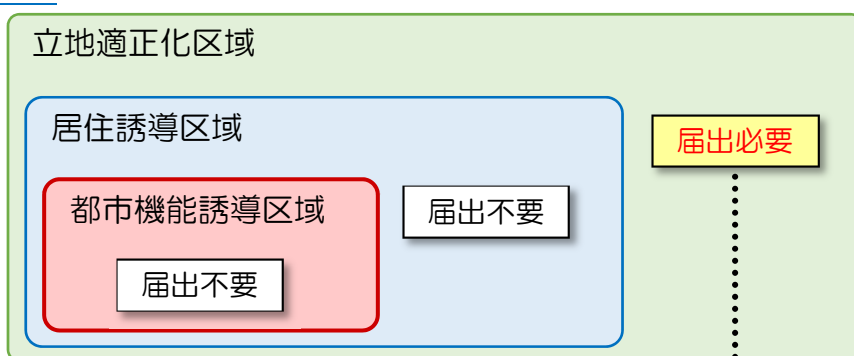 立地適正化区域
居住誘導区域
届出必要
都市機能誘導区域
届出不要
届出不要